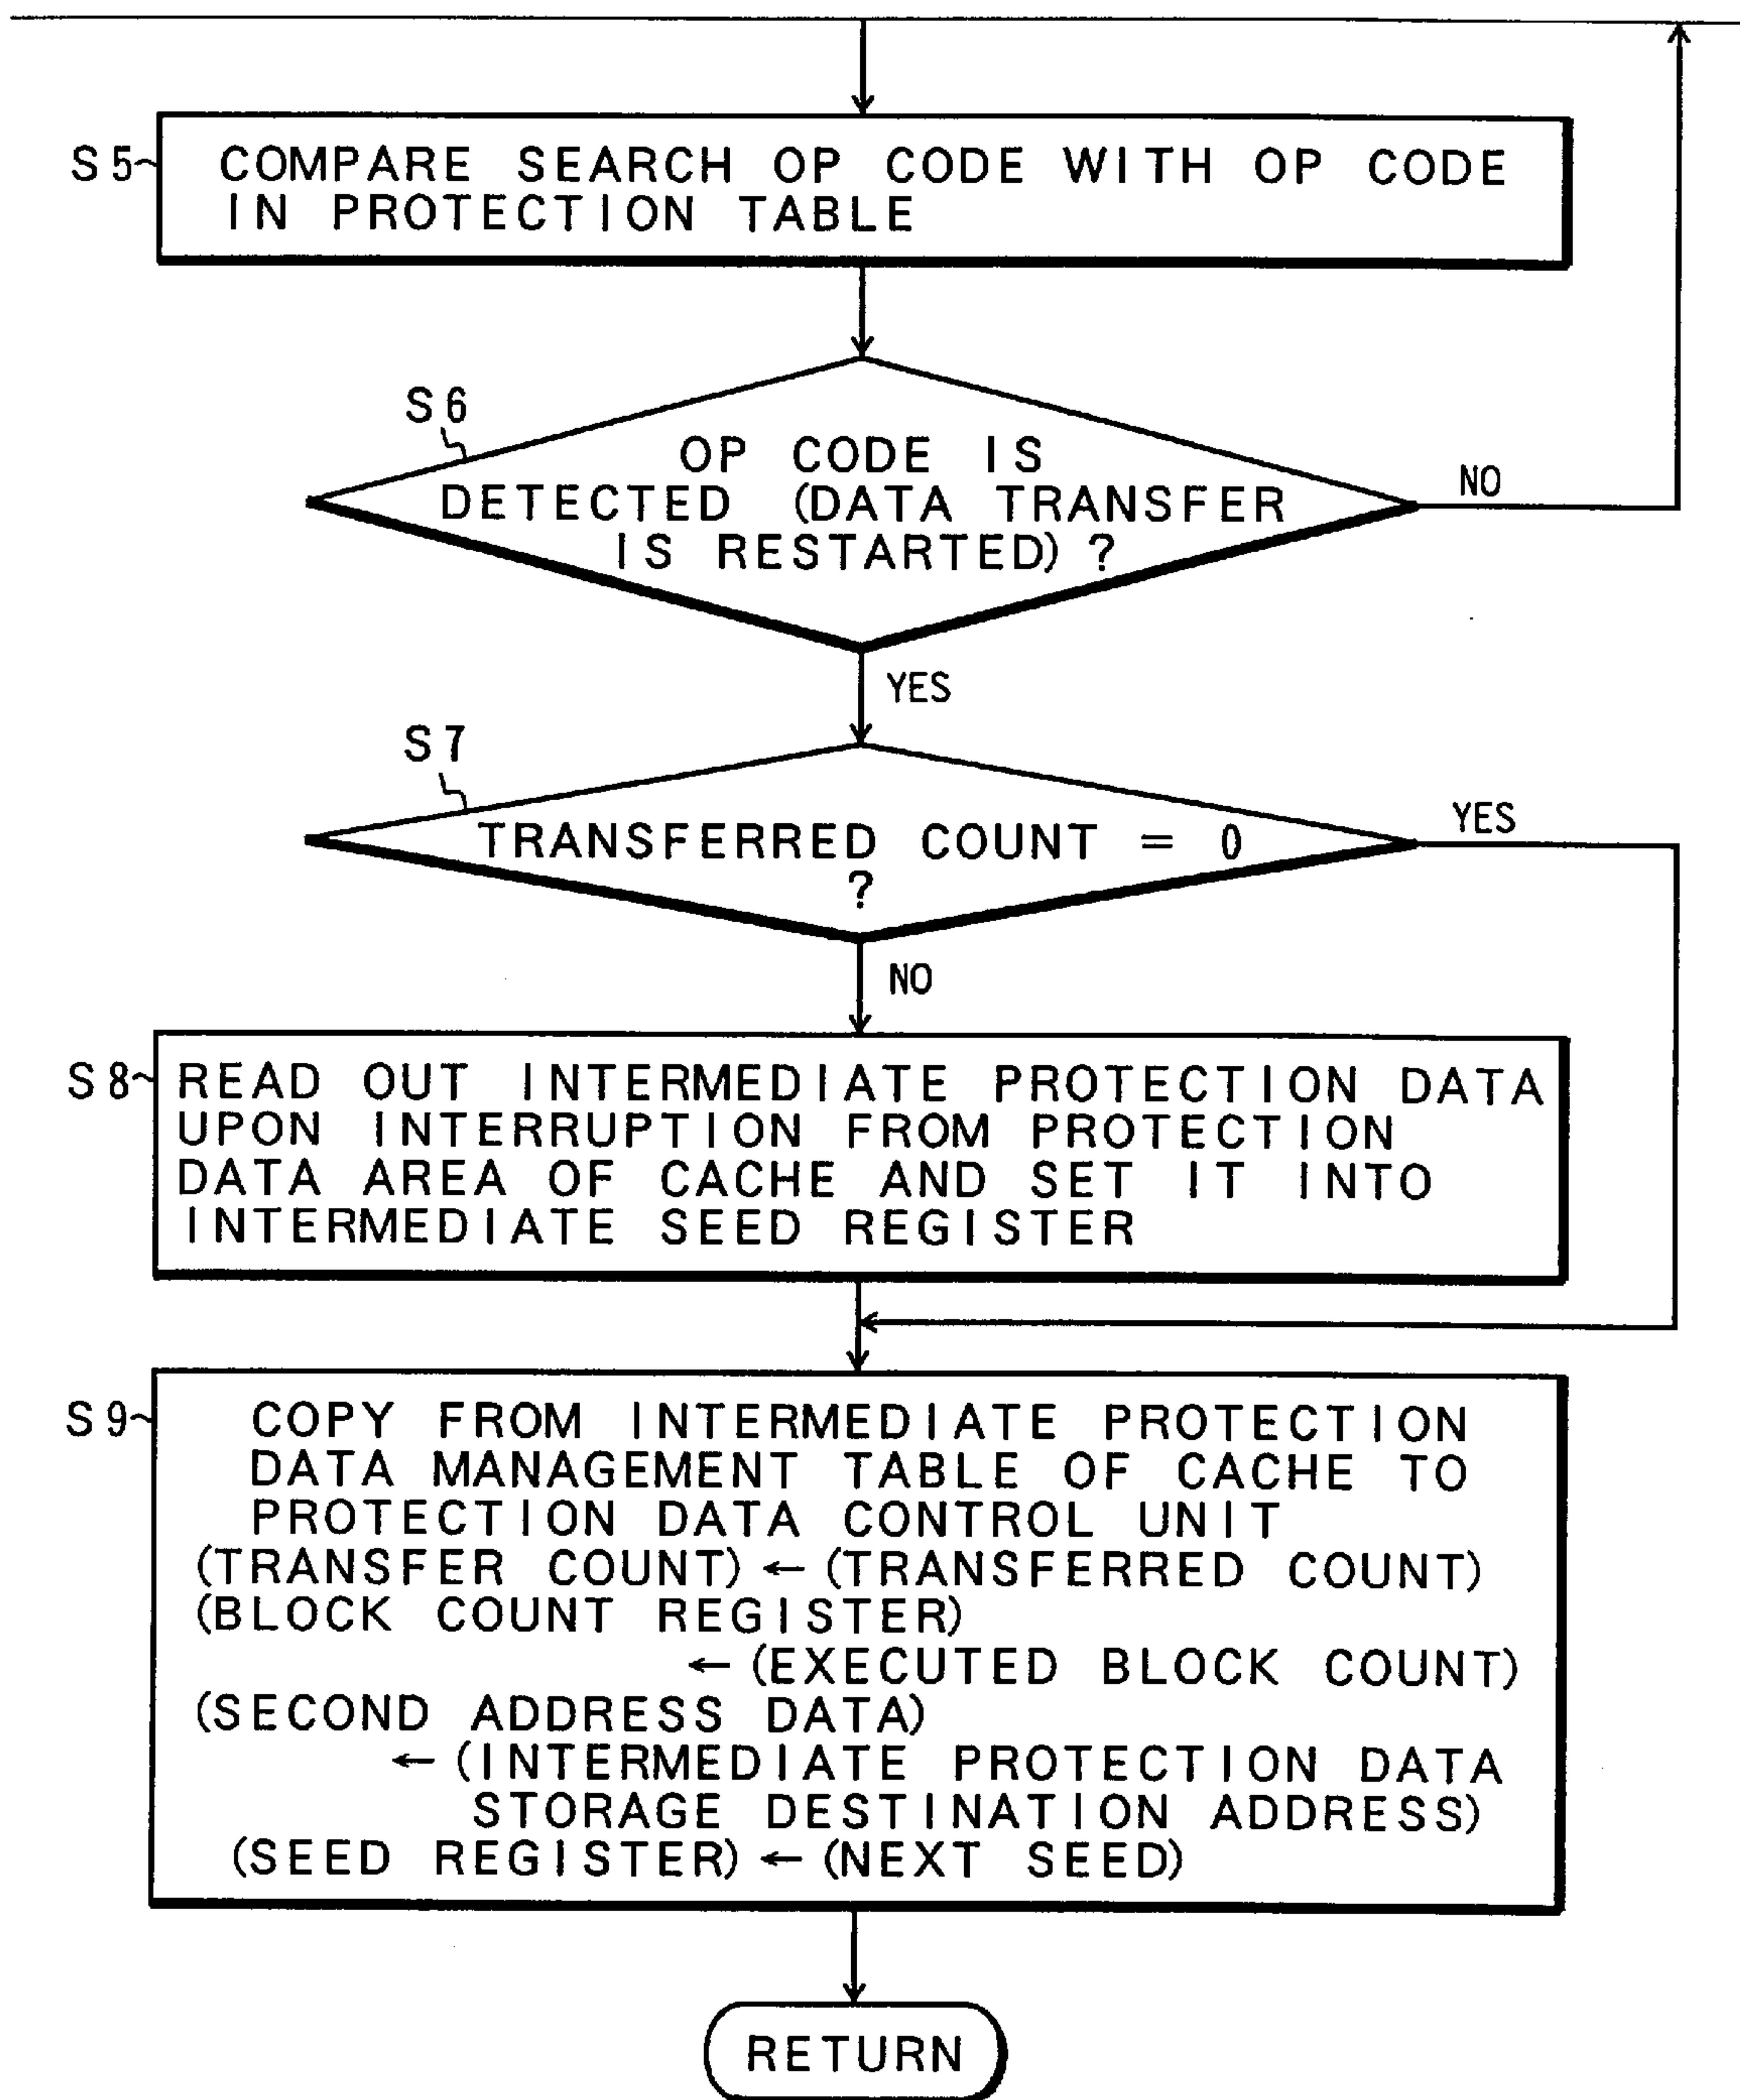 S5 COMPARE SEARCH OP CODE WITH OP CODE
IN PROTECTION TABLE
S6
OP CODE IS
DETECTED (DATA TRANSFER
IS RESTARTED) ?
NO
YES
S7
TRANSFERRED COUNT = 0
?
YES
NO
S8 READ OUT INTERMEDIATE PROTECTION DATA
UPON INTERRUPTION FROM PROTECTION
DATA AREA OF CACHE AND SET IT INTO
INTERMEDIATE SEED REGISTER
S9 COPY FROM INTERMEDIATE PROTECTION
DATA MANAGEMENT TABLE OF CACHE TO
PROTECTION DATA CONTROL UNIT
(TRANSFER COUNT) ← (TRANSFERRED COUNT)
(BLOCK COUNT REGISTER)
← (EXECUTED BLOCK COUNT)
(SECOND ADDRESS DATA)
← (INTERMEDIATE PROTECTION DATA
STORAGE DESTINATION ADDRESS)
(SEED REGISTER) ← (NEXT SEED)
RETURN